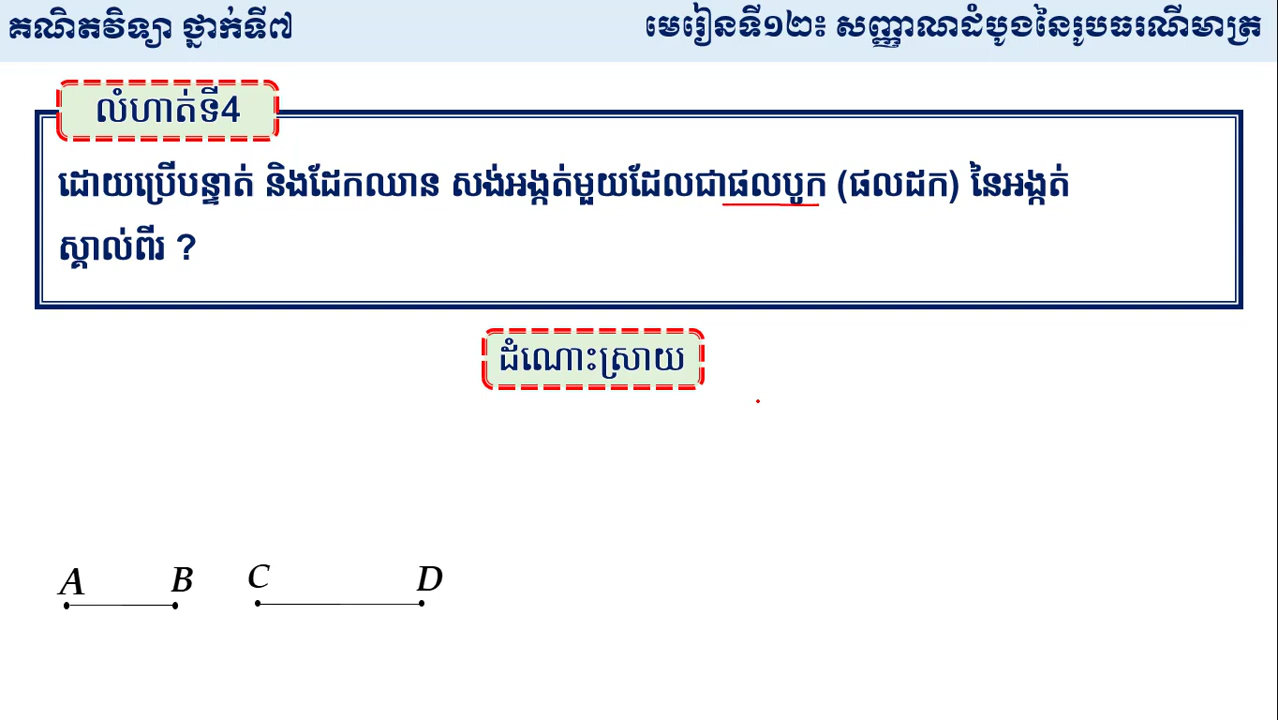 គណិតវិទ្យា ថ្នាក់ទី៧
មេរៀនទី១២៖ សញ្ញាណដំបូងនៃរូបធរណីមាត្រ
លំហាត់ទី4
ដោយប្រើបន្ទាត់ និងដែកឈាន សង់អង្កត់មួយដែលជាផលបូក (ផលដក) នៃអង្កត់
ស្គាល់ពីរ ?
ដំណោះស្រាយ
A B C D